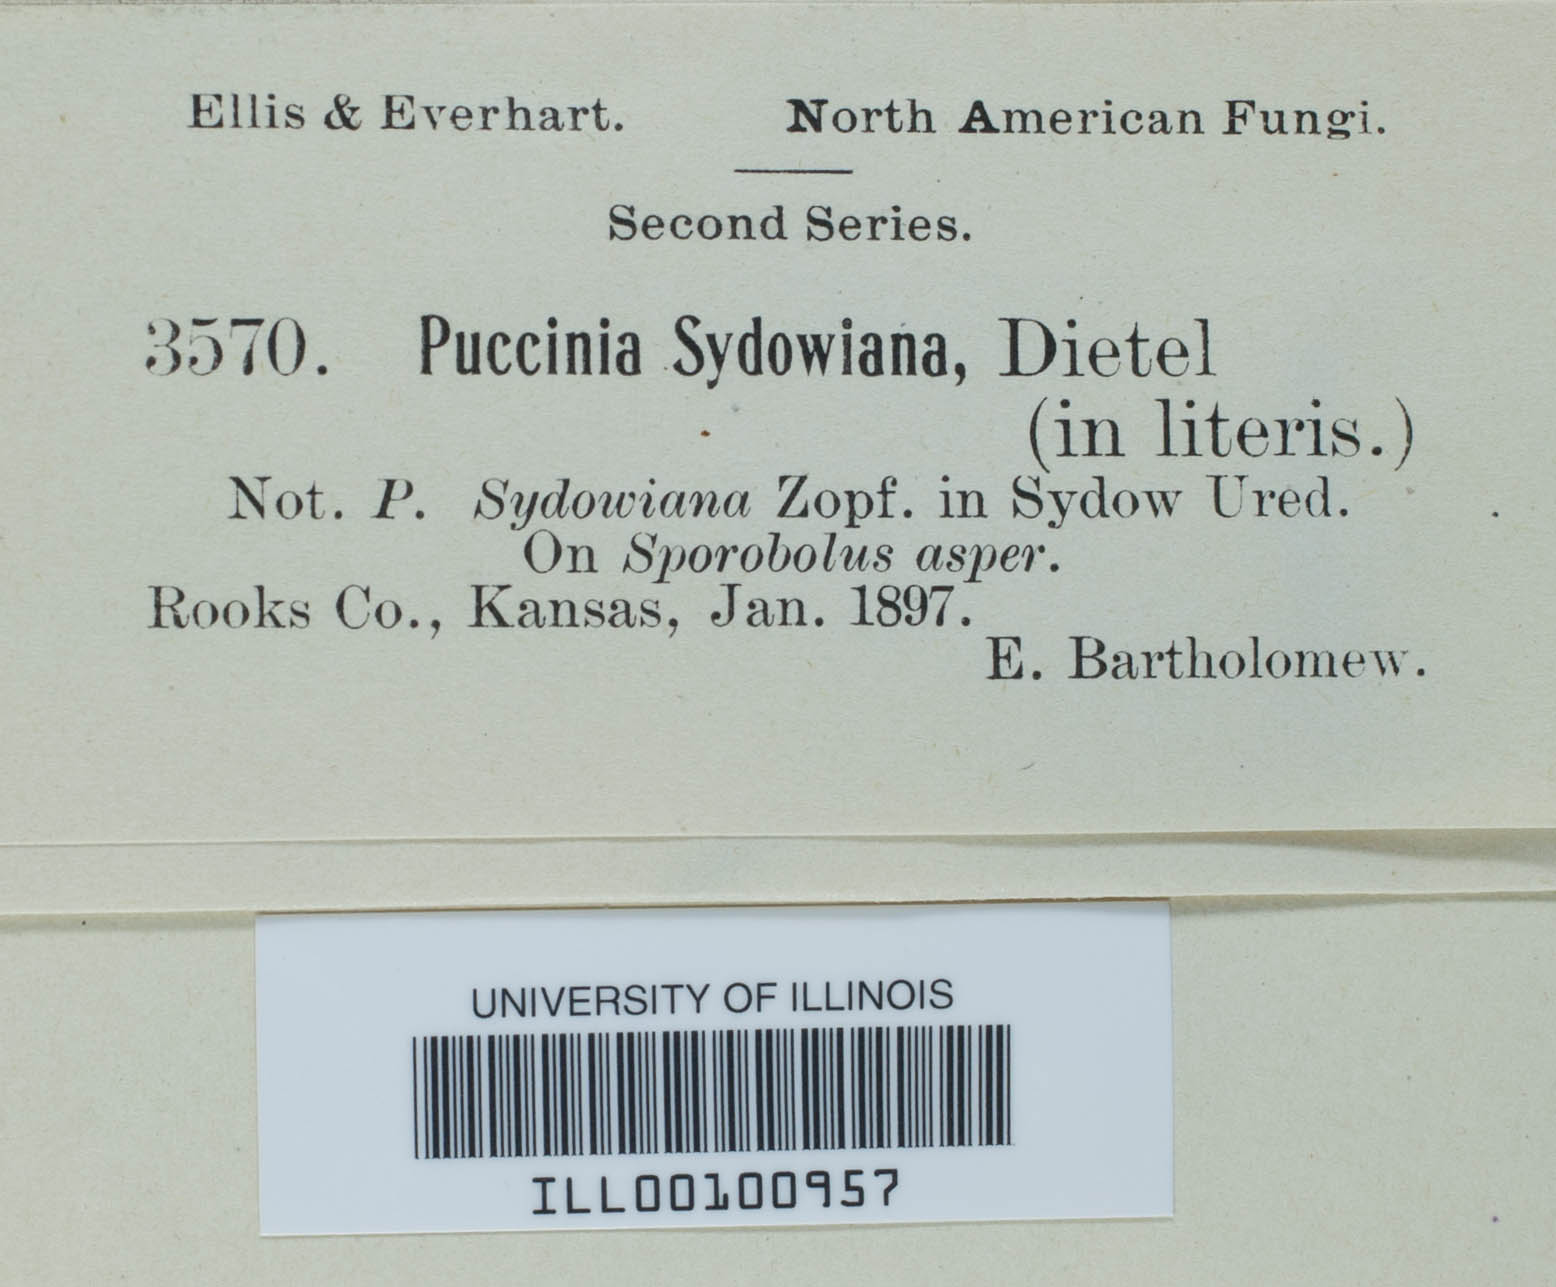 Ellis & Everhart. North American Fungi.
Second Series.
3570. Puccinia Sydowiana, Dietel
(in literis.)
Not. P. Sydowiana Zopf. in Sydow Ured.
On Sporobolus asper.
Rooks Co., Kansas, Jan. 1897.
E. Bartholomew.
UNIVERSITY OF ILLINOIS
ILL00100957